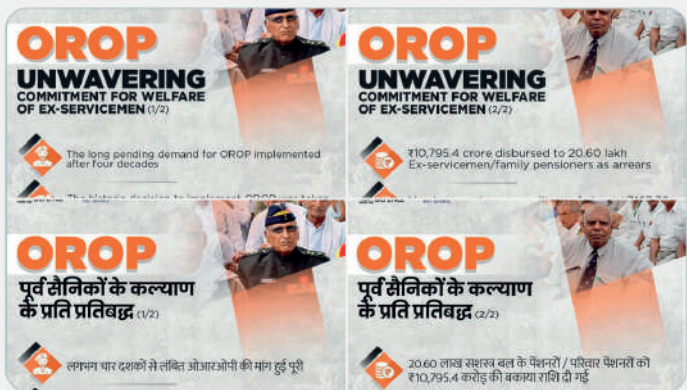 OROP
UNWAVERING
COMMITMENT FOR WELFARE
OF EX-SERVICEMEN (1/2)
The long pending demand for OROP implemented
after four decades
OROP
UNWAVERING
COMMITMENT FOR WELFARE
OF EX-SERVICEMEN (2/2)
₹10,795.4 crore disbursed to 20.60 lakh
Ex-servicemen/family pensioners as arrears
OROP
पूर्व सैनिकों के कल्याण
के प्रति प्रतिबद्ध (1/2)
लगभग चार दशकों से लंबित ओआरओपी की मांग हुई पूरी
OROP
पूर्व सैनिकों के कल्याण
के प्रति प्रतिबद्ध (2/2)
20.60 लाख सशस्त्र बल के पेंशनरों / परिवार पेंशनरों को
₹10,795.4 करोड़ की बकाया राशि दी गई